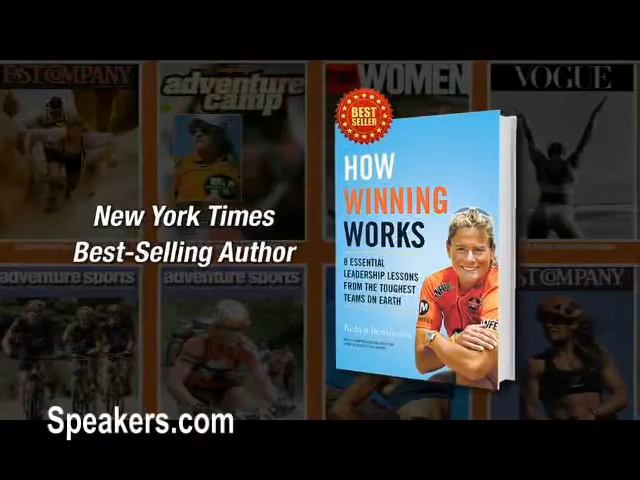 FAST COMPANY
adventure
camp
WOMEN
VOGUE
BEST
SELLER
HOW
WINNING
WORKS
8 ESSENTIAL
LEADERSHIP LESSONS
FROM THE TOUGHEST
TEAMS ON EARTH
New York Times
Best-Selling Author
adventure sports
adventure sports
ST COMPANY
Speakers.com